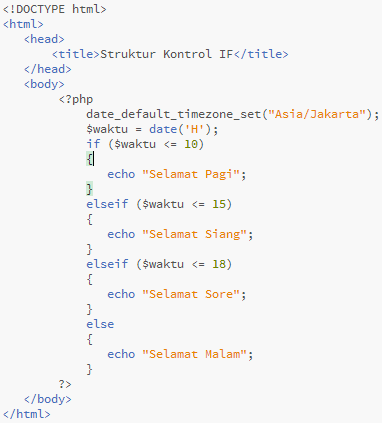 <!DOCTYPE html>
<html>
<head>
<title>Struktur Kontrol IF</title>
</head>
<body>
<?php
date_default_timezone_set("Asia/Jakarta");
$waktu = date('H');
if ($waktu <= 10)
{
echo "Selamat Pagi";
}
elseif ($waktu <= 15)
{
echo "Selamat Siang";
}
elseif ($waktu <= 18)
{
echo "Selamat Sore";
}
else
{
echo "Selamat Malam";
}
?>
</body>
</html>